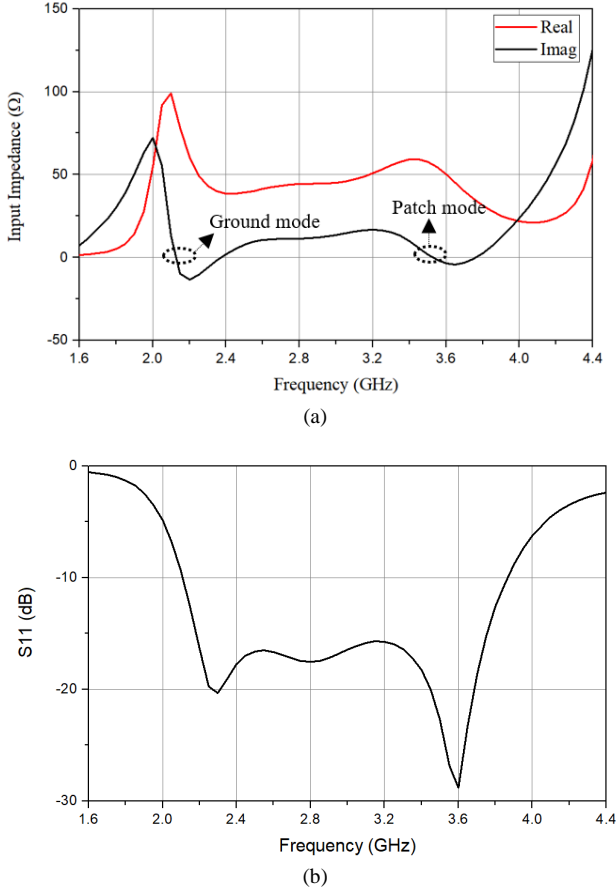 150
100
50
0
-50
Input Impedance (Ω)
Real
Imag
Ground mode
Patch mode
1.6 2.0 2.4 2.8 3.2 3.6 4.0 4.4
Frequency (GHz)
(a)
0
-10
-20
-30
S11 (dB)
1.6 2.0 2.4 2.8 3.2 3.6 4.0 4.4
Frequency (GHz)
(b)